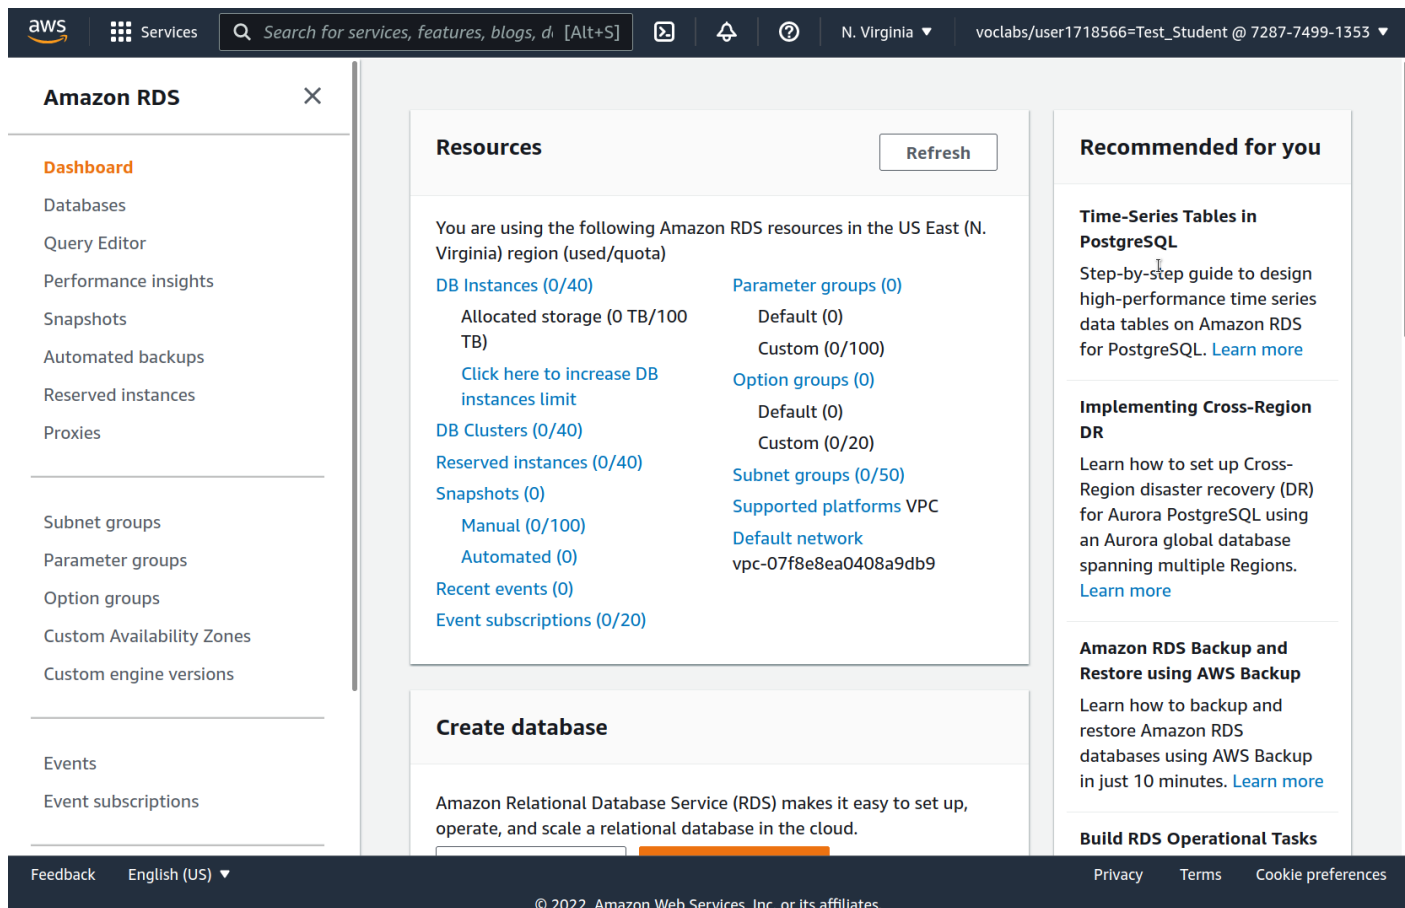 aws
Services
Search for services, features, blogs, d [Alt+S]
N. Virginia
voclabs/user1718566=Test_Student @ 7287-7499-1353
Amazon RDS
Dashboard
Databases
Query Editor
Performance insights
Snapshots
Automated backups
Reserved instances
Proxies
Subnet groups
Parameter groups
Option groups
Custom Availability Zones
Custom engine versions
Events
Event subscriptions
Resources
Refresh
You are using the following Amazon RDS resources in the US East (N.
Virginia) region (used/quota)
DB Instances (0/40)
Allocated storage (0 TB/100
TB)
Click here to increase DB
instances limit
DB Clusters (0/40)
Reserved instances (0/40)
Snapshots (0)
Manual (0/100)
Automated (0)
Recent events (0)
Event subscriptions (0/20)
Parameter groups (0)
Default (0)
Custom (0/100)
Option groups (0)
Default (0)
Custom (0/20)
Subnet groups (0/50)
Supported platforms VPC
Default network
vpc-07f8e8ea0408a9db9
Create database
Amazon Relational Database Service (RDS) makes it easy to set up,
operate, and scale a relational database in the cloud.
Recommended for you
Time-Series Tables in
PostgreSQL
Step-by-step guide to design
high-performance time series
data tables on Amazon RDS
for PostgreSQL. Learn more
Implementing Cross-Region
DR
Learn how to set up Cross-
Region disaster recovery (DR)
for Aurora PostgreSQL using
an Aurora global database
spanning multiple Regions.
Learn more
Amazon RDS Backup and
Restore using AWS Backup
Learn how to backup and
restore Amazon RDS
databases using AWS Backup
in just 10 minutes. Learn more
Build RDS Operational Tasks
Feedback
English (US)
Privacy
Terms
Cookie preferences
© 2022, Amazon Web Services, Inc. or its affiliates.